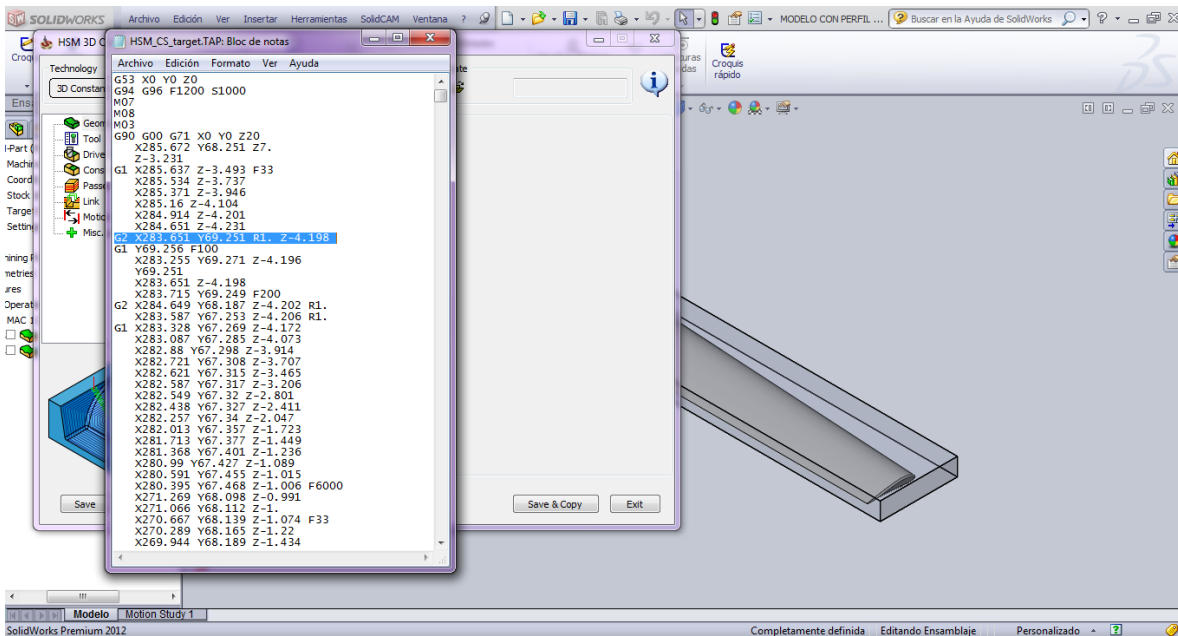 SOLIDWORKS Archivo Edición Ver Insertar Herramientas SolidCAM Ventana ? MODELO CON PERFIL ... Buscar en la Ayuda de SolidWorks
Croquis rápido
HSM 3D C
Technology
3D Constan
Geom
Tool
Drive
Cons
Passe
Link
Motio
Misc.
Save
Save & Copy
Exit
HSM_CS_target.TAP: Bloc de notas
Archivo Edición Formato Ver Ayuda
G53 X0 Y0 Z0
G94 G96 F1200 S1000
M07
M08
M03
G90 G00 G71 X0 Y0 Z20
X285.672 Y68.251 Z7.
Z-3.231
G1 X285.637 Z-3.493 F33
X285.534 Z-3.737
X285.371 Z-3.946
X285.16 Z-4.104
X284.914 Z-4.201
X284.651 Z-4.231
G2 X283.651 Y69.251 R1. Z-4.198
G1 Y69.256 F100
X283.255 Y69.271 Z-4.196
Y69.251
X283.651 Z-4.198
X283.715 Y69.249 F200
G2 X284.649 Y68.187 Z-4.202 R1.
X283.587 Y67.253 Z-4.206 R1.
G1 X283.328 Y67.269 Z-4.172
X283.087 Y67.285 Z-4.073
X282.88 Y67.298 Z-3.914
X282.721 Y67.308 Z-3.707
X282.621 Y67.315 Z-3.465
X282.587 Y67.317 Z-3.206
X282.549 Y67.32 Z-2.801
X282.438 Y67.327 Z-2.411
X282.257 Y67.34 Z-2.047
X282.013 Y67.357 Z-1.723
X281.713 Y67.377 Z-1.449
X281.368 Y67.401 Z-1.236
X280.99 Y67.427 Z-1.089
X280.591 Y67.455 Z-1.015
X280.395 Y67.468 Z-1.006 F6000
X271.269 Y68.098 Z-0.991
X271.066 Y68.112 Z-1.
X270.667 Y68.139 Z-1.074 F33
X270.289 Y68.165 Z-1.22
X269.944 Y68.189 Z-1.434
Modelo Motion Study 1
SolidWorks Premium 2012 Completamente definida Editando Ensamblaje Personalizado